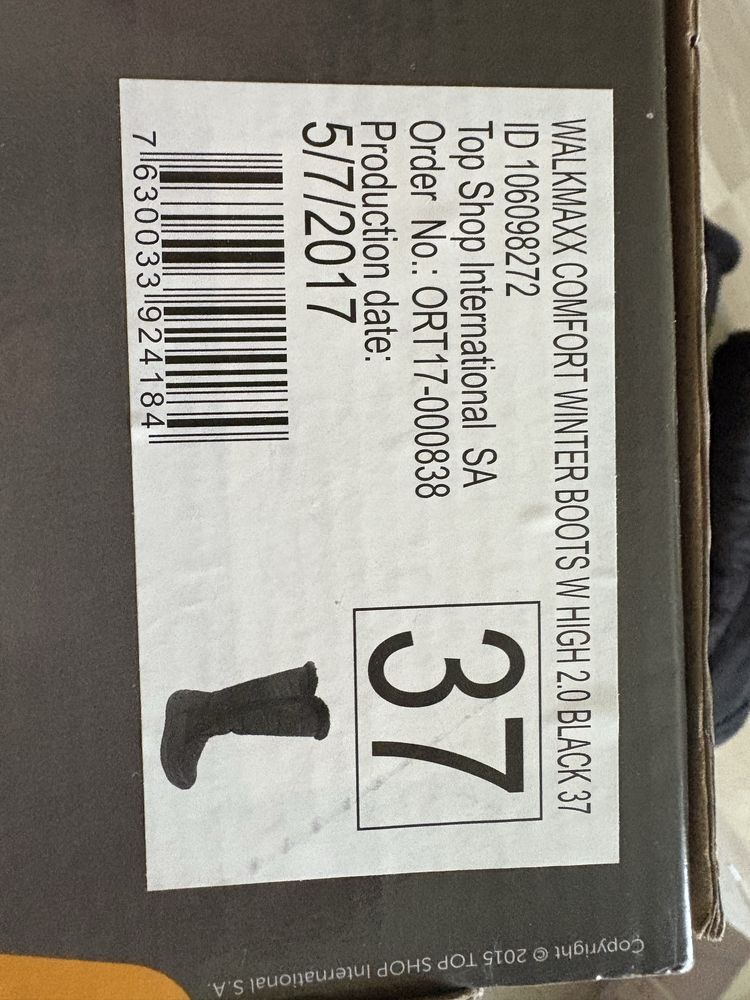 WALKMAXX COMFORT WINTER BOOTS W HIGH 2.0 BLACK 37
ID 106098272
Top Shop International SA
Order No.: ORT17-000838
Production date:
5/7/2017
7 630033 924184
37
Copyright © 2015 TOP SHOP International S.A.